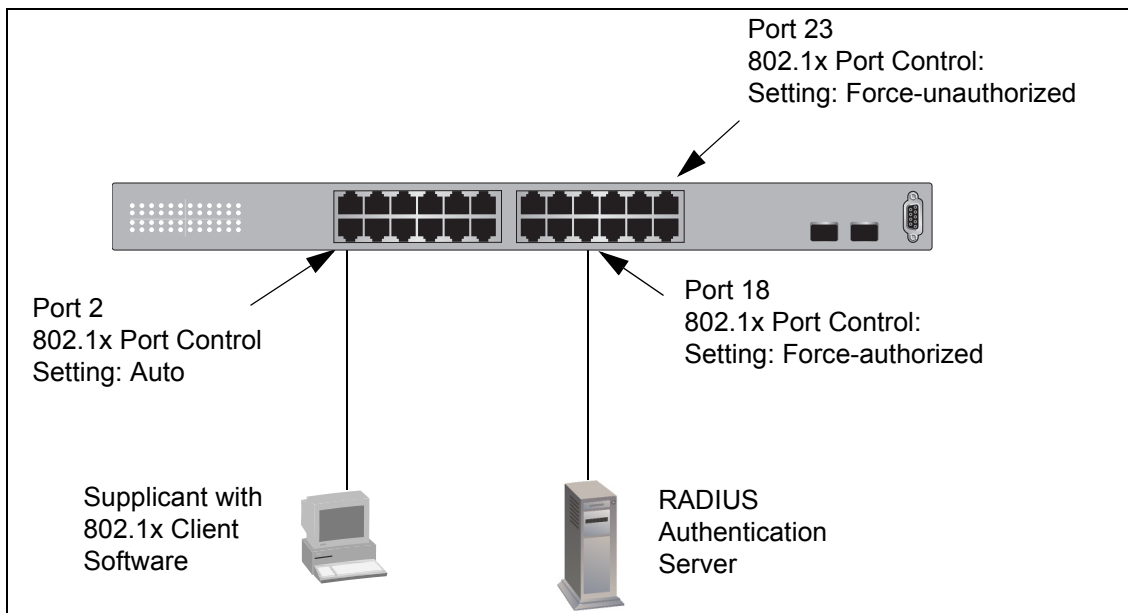 Port 23
802.1x Port Control:
Setting: Force-unauthorized
Port 2
802.1x Port Control
Setting: Auto
Port 18
802.1x Port Control:
Setting: Force-authorized
Supplicant with
802.1x Client
Software
RADIUS
Authentication
Server